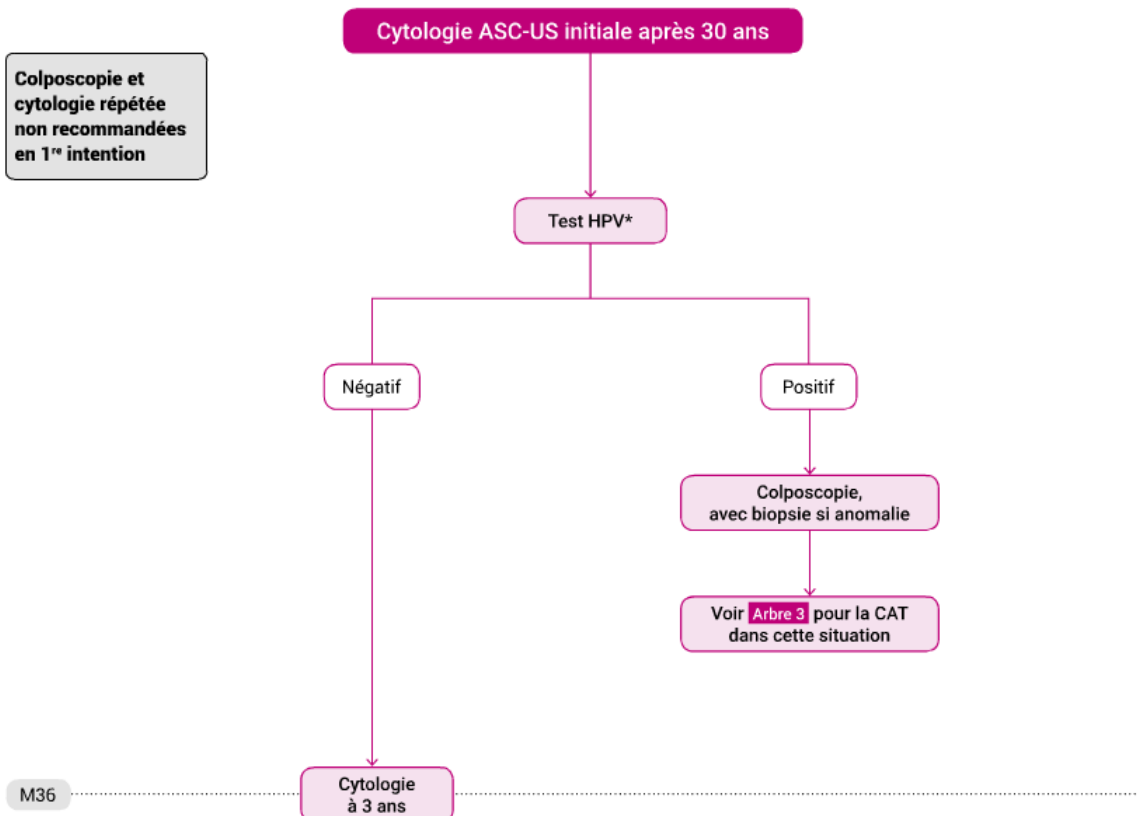 Cytologie ASC-US initiale après 30 ans
Colposcopie et
cytologie répétée
non recommandées
en 1re intention
Test HPV*
Négatif
Positif
Colposcopie,
avec biopsie si anomalie
Voir Arbre 3 pour la CAT
dans cette situation
M36
Cytologie
à 3 ans